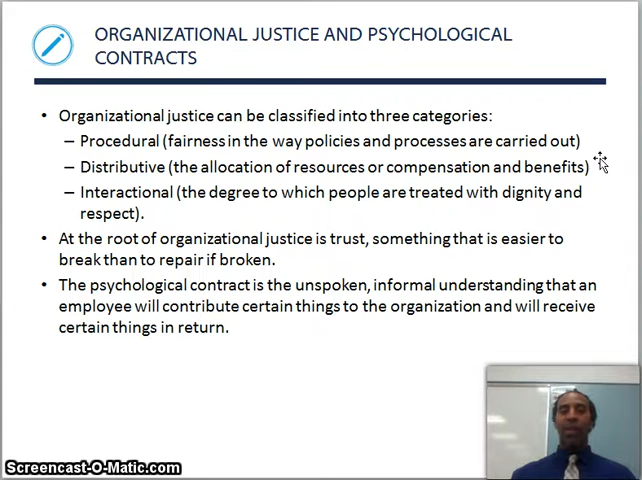 ORGANIZATIONAL JUSTICE AND PSYCHOLOGICAL
CONTRACTS
• Organizational justice can be classified into three categories:
– Procedural (fairness in the way policies and processes are carried out)
– Distributive (the allocation of resources or compensation and benefits)
– Interactional (the degree to which people are treated with dignity and
respect).
• At the root of organizational justice is trust, something that is easier to
break than to repair if broken.
• The psychological contract is the unspoken, informal understanding that an
employee will contribute certain things to the organization and will receive
certain things in return.
Screencast-O-Matic.com